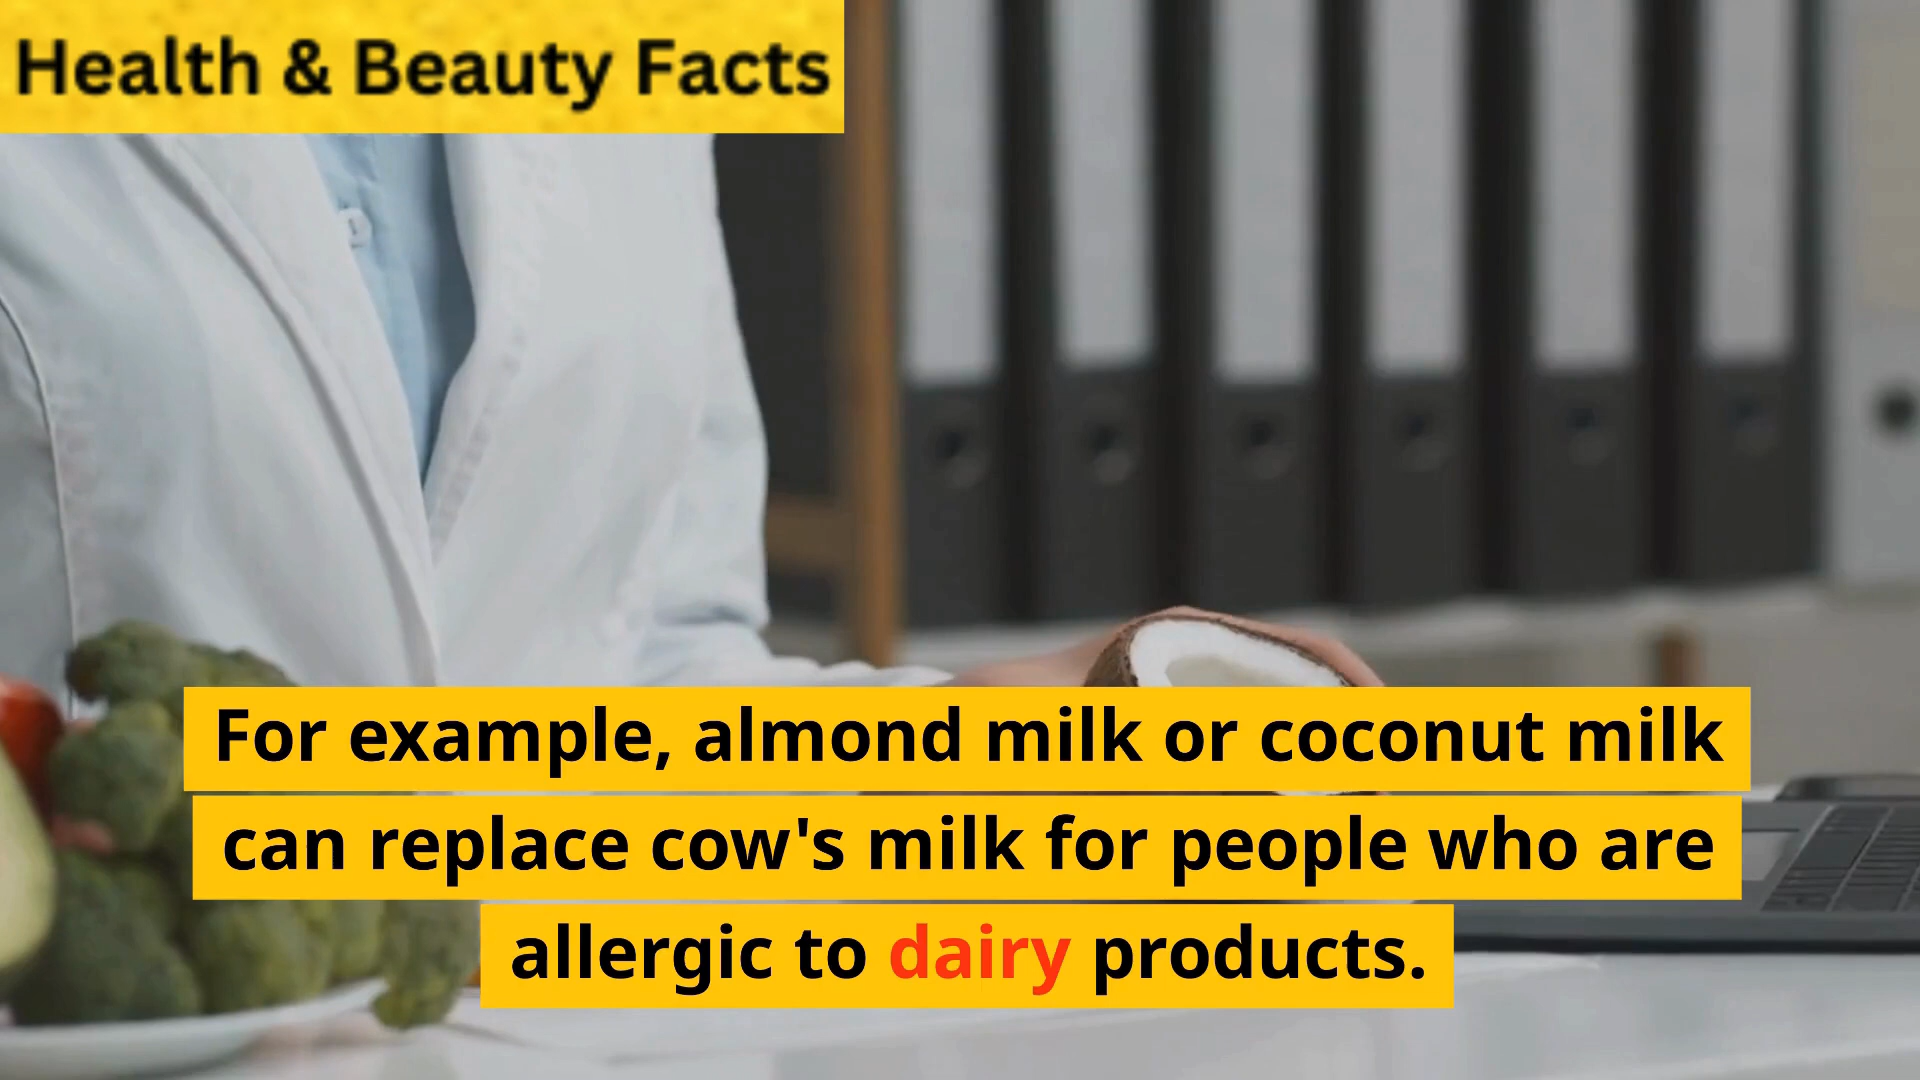 Health & Beauty Facts
For example, almond milk or coconut milk
can replace cow's milk for people who are
allergic to dairy products.